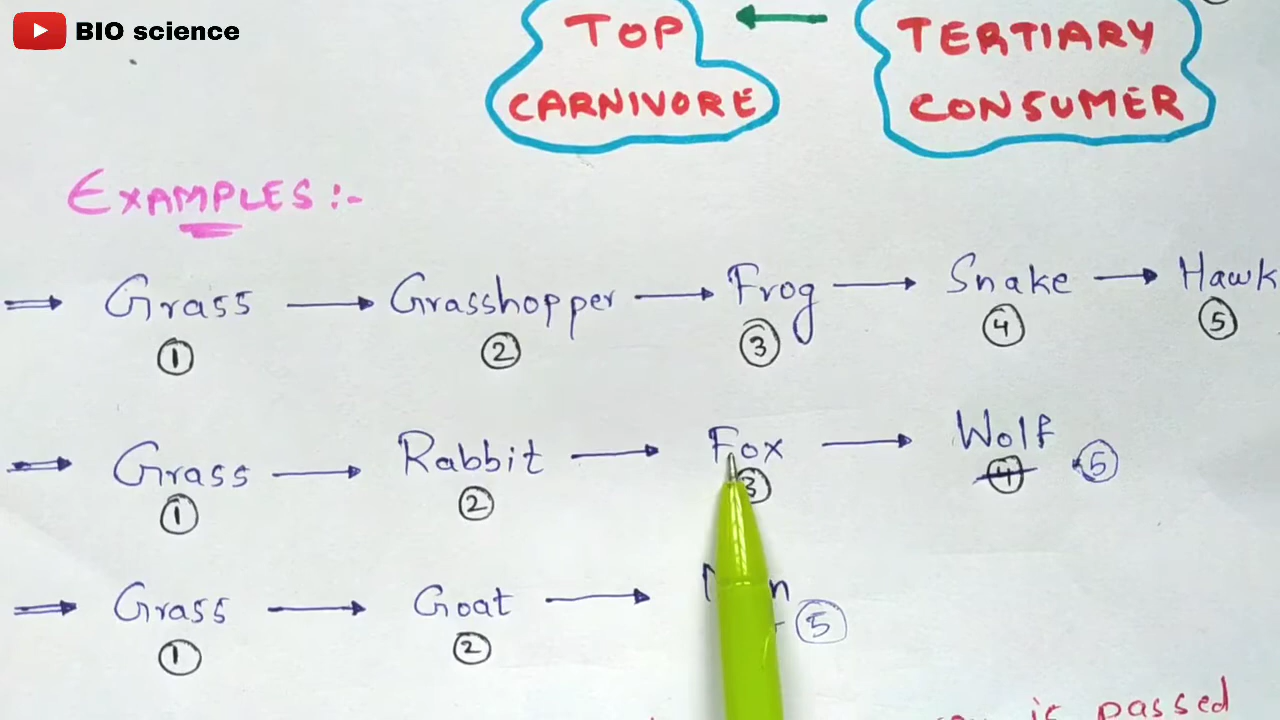 BIO science
TOP
CARNIVORE
TERTIARY
CONSUMER
EXAMPLES :-
⇒ Grass → Grasshopper → Frog → Snake → Hawk
① ② ③ ④ ⑤
⇒ Grass → Rabbit → Fox → Wolf
① ② ③ ④ ⑤
⇒ Grass → Goat →
① ② ⑤
is passed